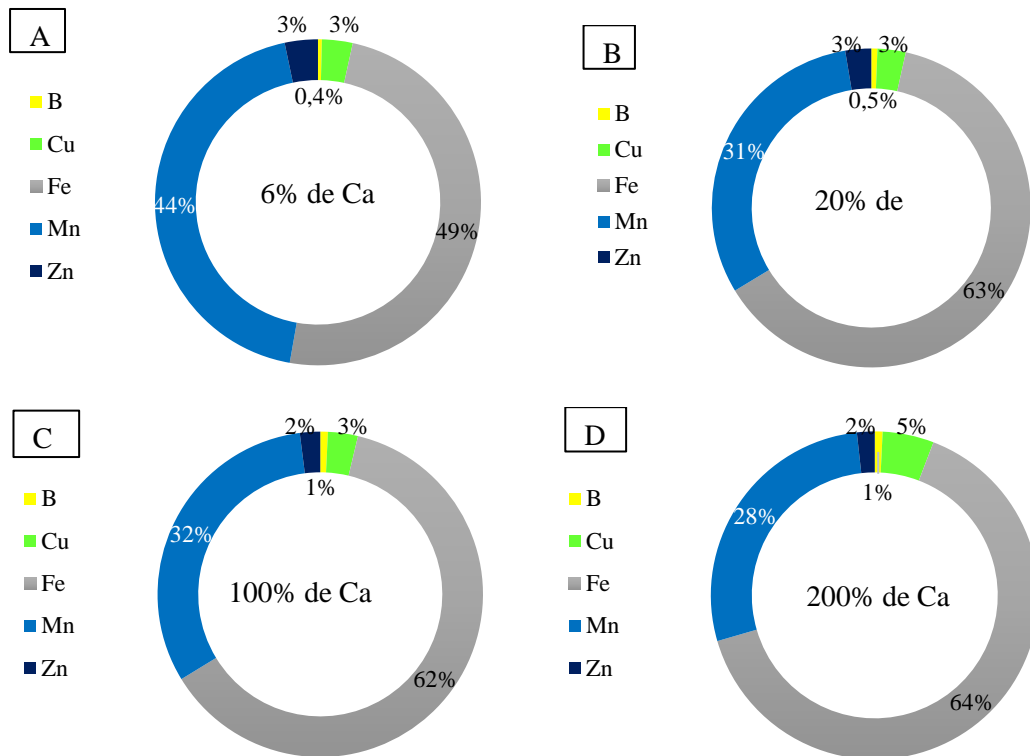 A
3%
3%
0,4%
B
Cu
Fe
Mn
Zn
44%
6% de Ca
49%
B
3%
3%
0,5%
B
Cu
Fe
Mn
Zn
31%
20% de
63%
C
2%
3%
1%
B
Cu
Fe
Mn
Zn
32%
100% de Ca
62%
D
2%
5%
1%
B
Cu
Fe
Mn
Zn
28%
200% de Ca
64%